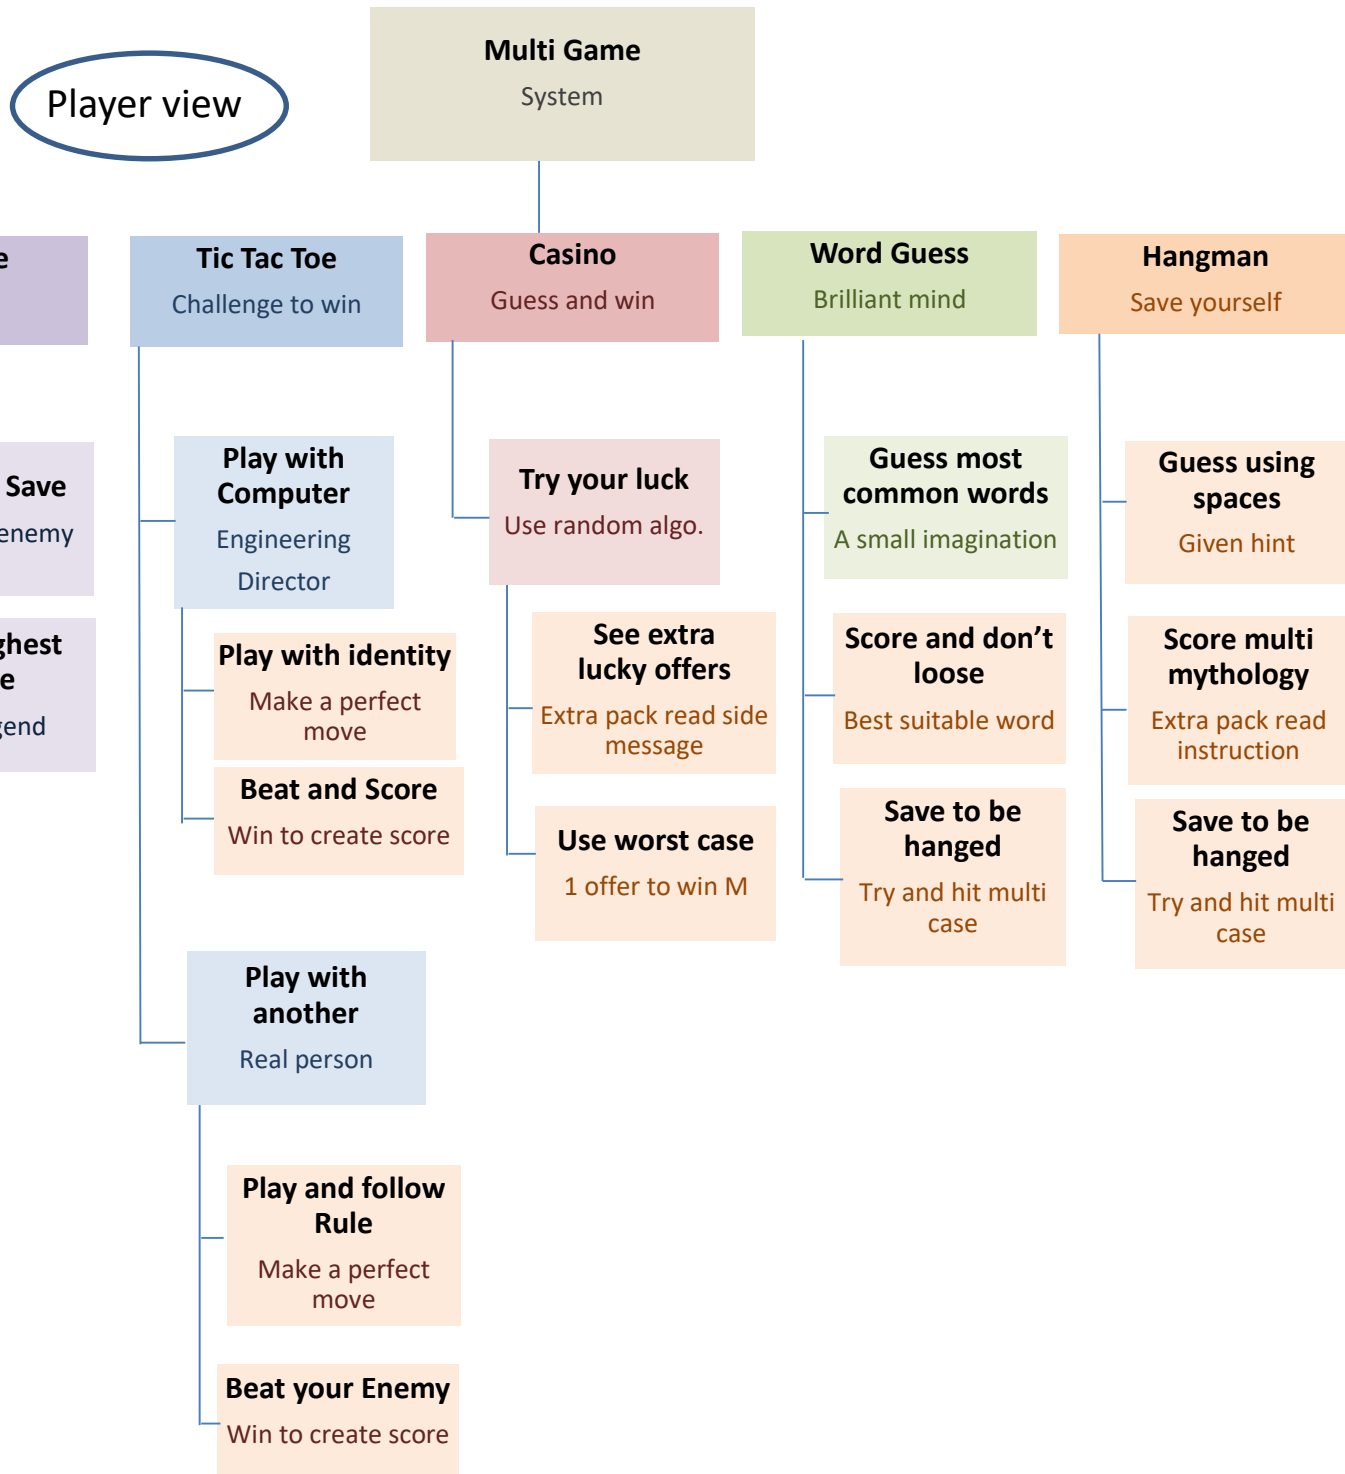 Multi Game
System
Player view
e
Tic Tac Toe
Challenge to win
Casino
Guess and win
Word Guess
Brilliant mind
Hangman
Save yourself
Save
enemy
ghest
e
gend
Play with
Computer
Engineering
Director
Play with identity
Make a perfect
move
Beat and Score
Win to create score
Play with
another
Real person
Play and follow
Rule
Make a perfect
move
Beat your Enemy
Win to create score
Try your luck
Use random algo.
See extra
lucky offers
Extra pack read side
message
Use worst case
1 offer to win M
Guess most
common words
A small imagination
Score and don’t
loose
Best suitable word
Save to be
hanged
Try and hit multi
case
Guess using
spaces
Given hint
Score multi
mythology
Extra pack read
instruction
Save to be
hanged
Try and hit multi
case